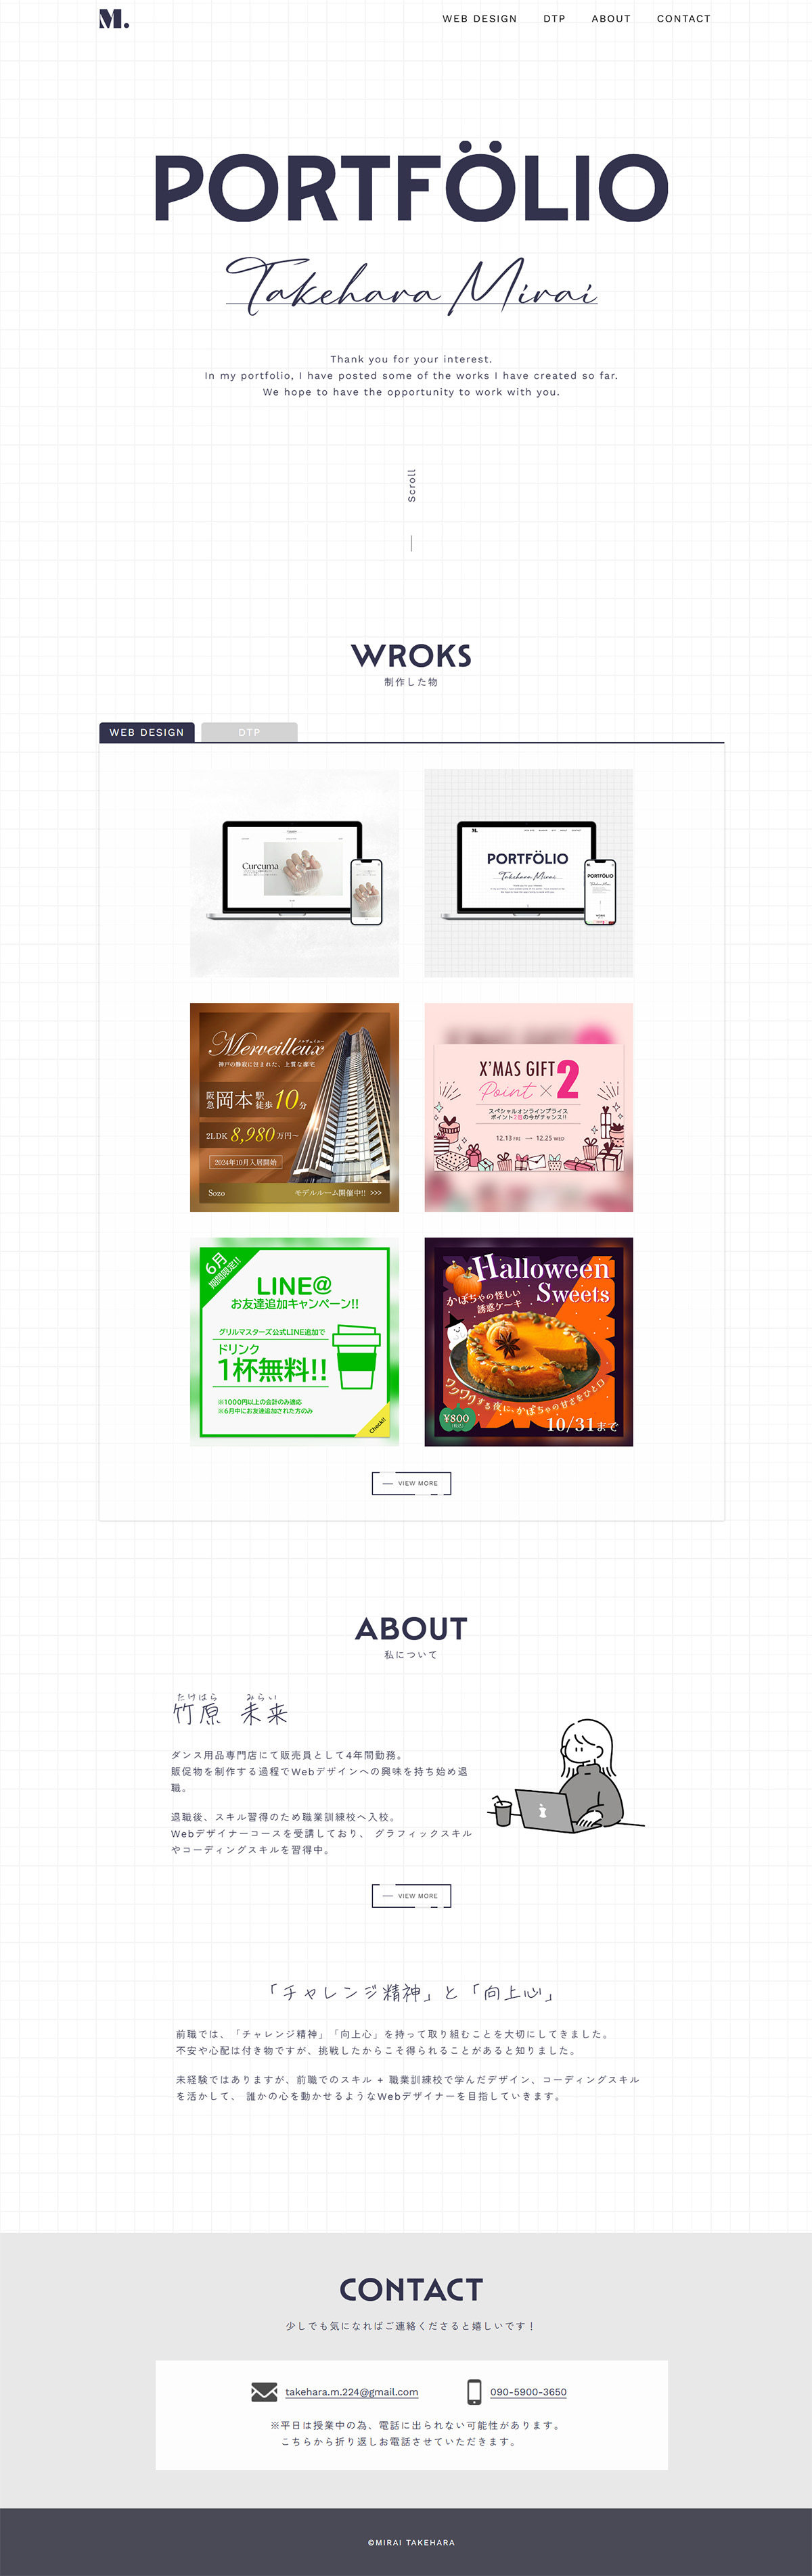 M.
WEB DESIGN DTP ABOUT CONTACT
PORTFÖLIO
Takehara Mirai
Thank you for your interest.
In my portfolio, I have posted some of the works I have created so far.
We hope to have the opportunity to work with you.
Scroll
WROKS
制作した物
WEB DESIGN DTP
Curcuma
M.
PORTFÖLIO
Takehara Mirai
PORTFÖLIO
Merveilleux
神戸の静寂に包まれた、上質な邸宅
阪急岡本駅徒歩10分
2LDK 8,980万円～
2024年10月入居開始
Sozo モデルルーム開催中!! >>>
X'MAS GIFT
Point×2
スペシャルオンラインプライス
ポイント2倍の今がチャンス!!
12.13 FRI → 12.25 WED
6月
期間限定!!
LINE@
お友達追加キャンペーン!!
グリルマスターズ公式LINE追加で
ドリンク
1杯無料!!
※1000円以上の会計のみ適応
※6月中にお友達追加された方のみ
Check!!
Halloween
Sweets
かぼちゃの怪しい
誘惑ケーキ
ワクワクする夜に、かぼちゃの甘さをひと口
¥800
(税込)
10/31まで
VIEW MORE
ABOUT
私について
たけはら みらい
竹原 未来
ダンス用品専門店にて販売員として4年間勤務。
販促物を制作する過程でWebデザインへの興味を持ち始め退
職。
退職後、スキル習得のため職業訓練校へ入校。
Webデザイナーコースを受講しており、 グラフィックスキル
やコーディングスキルを習得中。
VIEW MORE
「チャレンジ精神」と「向上心」
前職では、「チャレンジ精神」「向上心」を持って取り組むことを大切にしてきました。
不安や心配は付き物ですが、挑戦したからこそ得られることがあると知りました。
未経験ではありますが、前職でのスキル + 職業訓練校で学んだデザイン、コーディングスキル
を活かして、 誰かの心を動かせるようなWebデザイナーを目指していきます。
CONTACT
少しでも気になればご連絡くださると嬉しいです！
takehara.m.224@gmail.com 090-5900-3650
※平日は授業中の為、電話に出られない可能性があります。
こちらから折り返しお電話させていただきます。
©MIRAI TAKEHARA